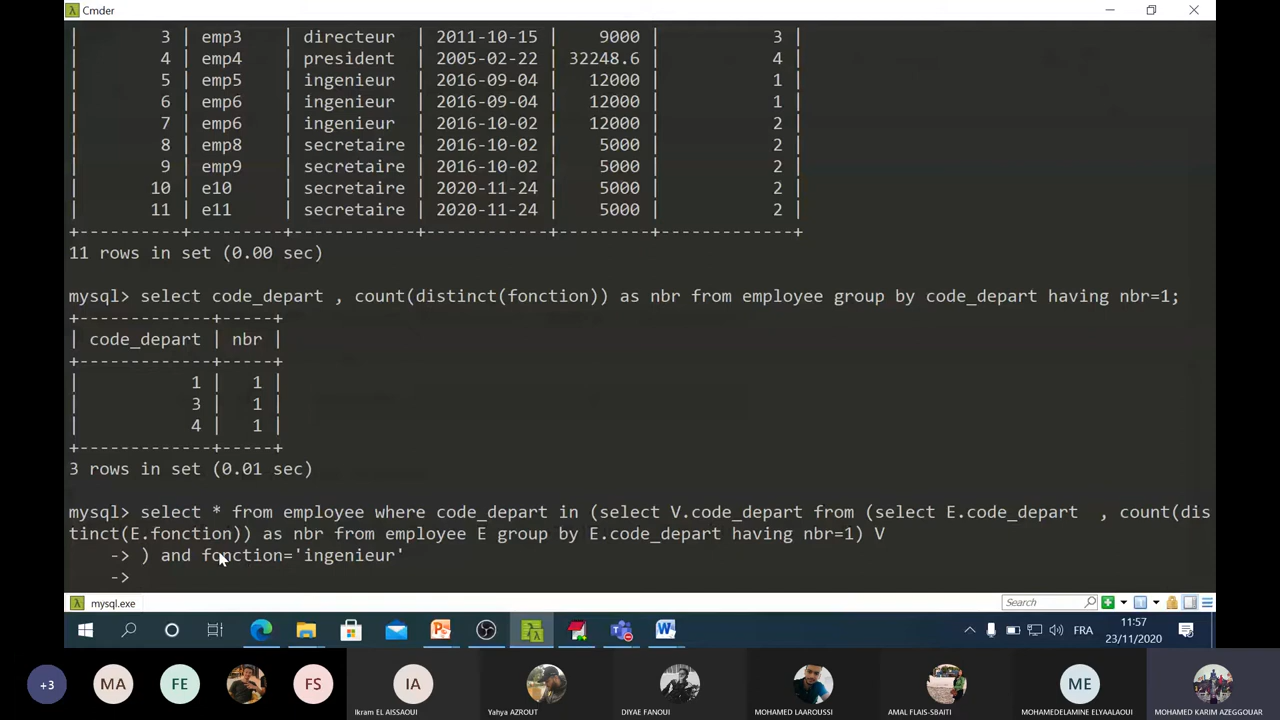 Cmder
| 3 | emp3 | directeur | 2011-10-15 | 9000 | 3 |
| 4 | emp4 | president | 2005-02-22 | 32248.6 | 4 |
| 5 | emp5 | ingenieur | 2016-09-04 | 12000 | 1 |
| 6 | emp6 | ingenieur | 2016-09-04 | 12000 | 1 |
| 7 | emp6 | ingenieur | 2016-10-02 | 12000 | 2 |
| 8 | emp8 | secretaire | 2016-10-02 | 5000 | 2 |
| 9 | emp9 | secretaire | 2016-10-02 | 5000 | 2 |
| 10 | e10 | secretaire | 2020-11-24 | 5000 | 2 |
| 11 | e11 | secretaire | 2020-11-24 | 5000 | 2 |
+----------+---------+------------+------------+---------+-------------+
11 rows in set (0.00 sec)
mysql> select code_depart , count(distinct(fonction)) as nbr from employee group by code_depart having nbr=1;
+-------------+-----+
| code_depart | nbr |
+-------------+-----+
| 1 | 1 |
| 3 | 1 |
| 4 | 1 |
+-------------+-----+
3 rows in set (0.01 sec)
mysql> select * from employee where code_depart in (select V.code_depart from (select E.code_depart , count(dis
tinct(E.fonction)) as nbr from employee E group by E.code_depart having nbr=1) V
-> ) and fonction='ingenieur'
->
mysql.exe
Search
FRA
11:57
23/11/2020
+3
MA
FE
FS
IA
ME
Ikram EL AISSAOUI
Yahya AZROUT
DIYAE FANOUI
MOHAMED LAAROUSSI
AMAL FLAIS-SBAITI
MOHAMEDELAMINE ELYAALAOUI
MOHAMED KARIM AZEGGOUAR